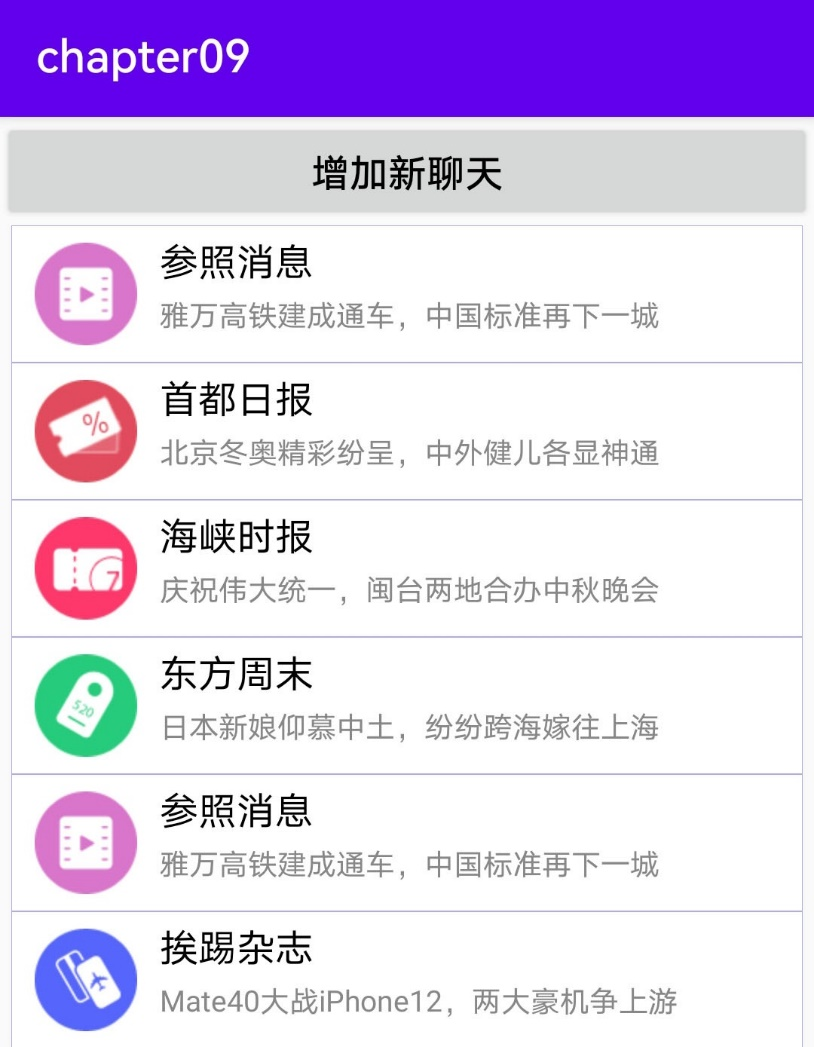 chapter09
增加新聊天
参照消息
雅万高铁建成通车，中国标准再下一城
首都日报
%
北京冬奥精彩纷呈，中外健儿各显神通
海峡时报
7
庆祝伟大统一，闽台两地合办中秋晚会
东方周末
520
日本新娘仰慕中土，纷纷跨海嫁往上海
参照消息
雅万高铁建成通车，中国标准再下一城
挨踢杂志
Mate40大战iPhone12，两大豪机争上游